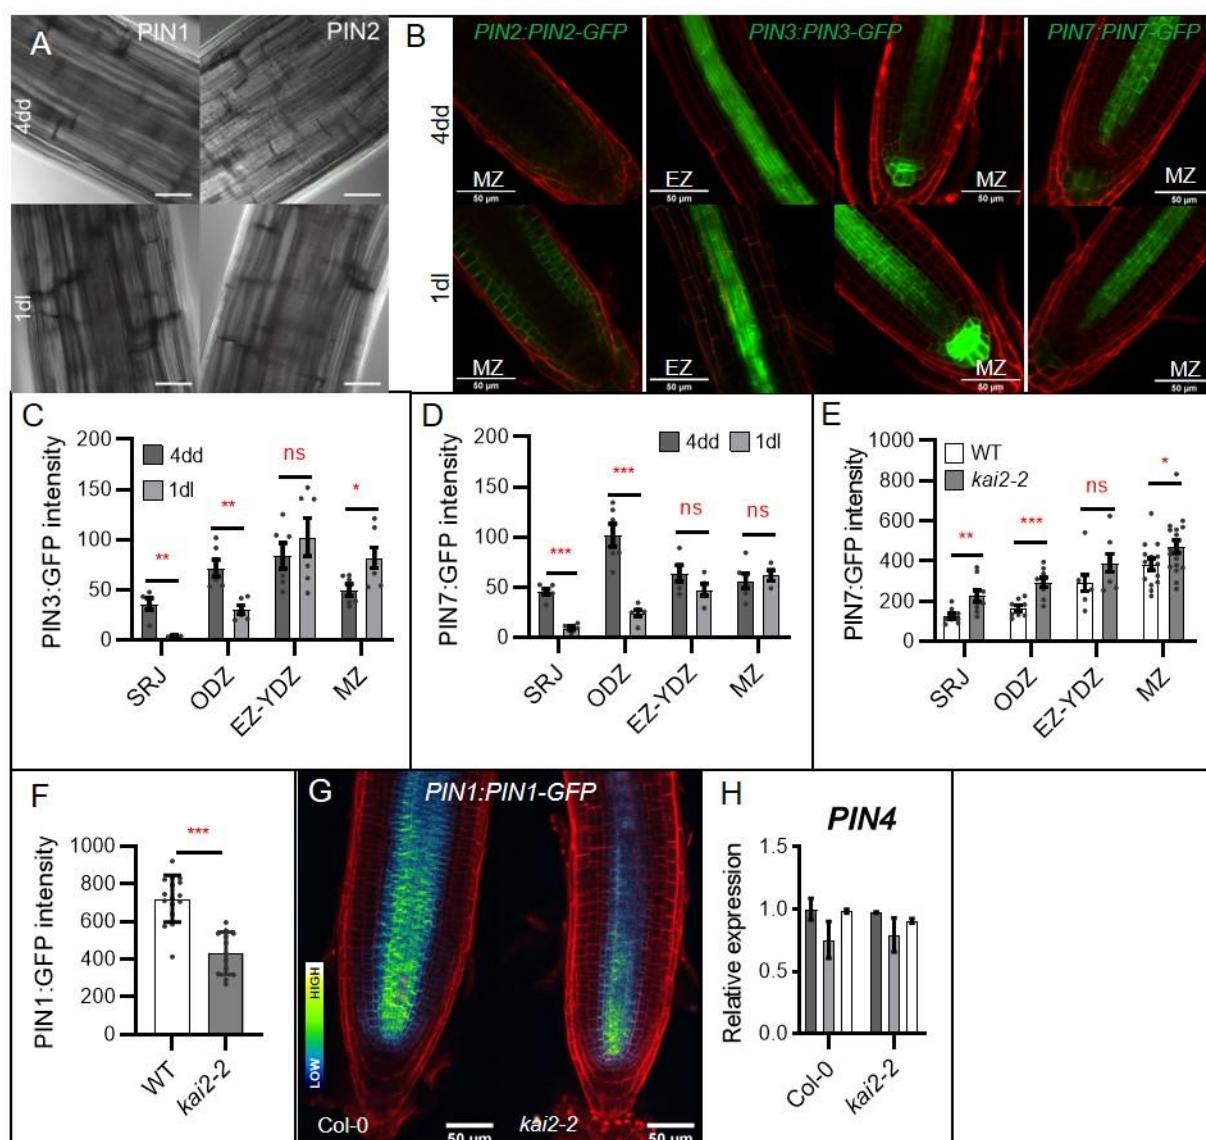 A
PIN1
PIN2
4dd
1dl
B
PIN2:PIN2-GFP
PIN3:PIN3-GFP
PIN7:PIN7-GFP
4dd
MZ
50 µm
EZ
50 µm
MZ
50 µm
MZ
50 µm
1dl
MZ
50 µm
EZ
50 µm
MZ
50 µm
MZ
50 µm
C
PIN3:GFP intensity
200
150
100
50
0
4dd
1dl
**
**
ns
*
SRJ
ODZ
EZ-YDZ
MZ
D
PIN7:GFP intensity
200
150
100
50
0
4dd
1dl
***
***
ns
ns
SRJ
ODZ
EZ-YDZ
MZ
E
PIN7:GFP intensity
1000
800
600
400
200
0
WT
kai2-2
**
***
ns
*
SRJ
ODZ
EZ-YDZ
MZ
F
PIN1:GFP intensity
1000
800
600
400
200
0
***
WT
kai2-2
G
PIN1:PIN1-GFP
HIGH
LOW
Col-0
50 µm
kai2-2
50 µm
H
PIN4
Relative expression
1.5
1.0
0.5
0.0
Col-0
kai2-2